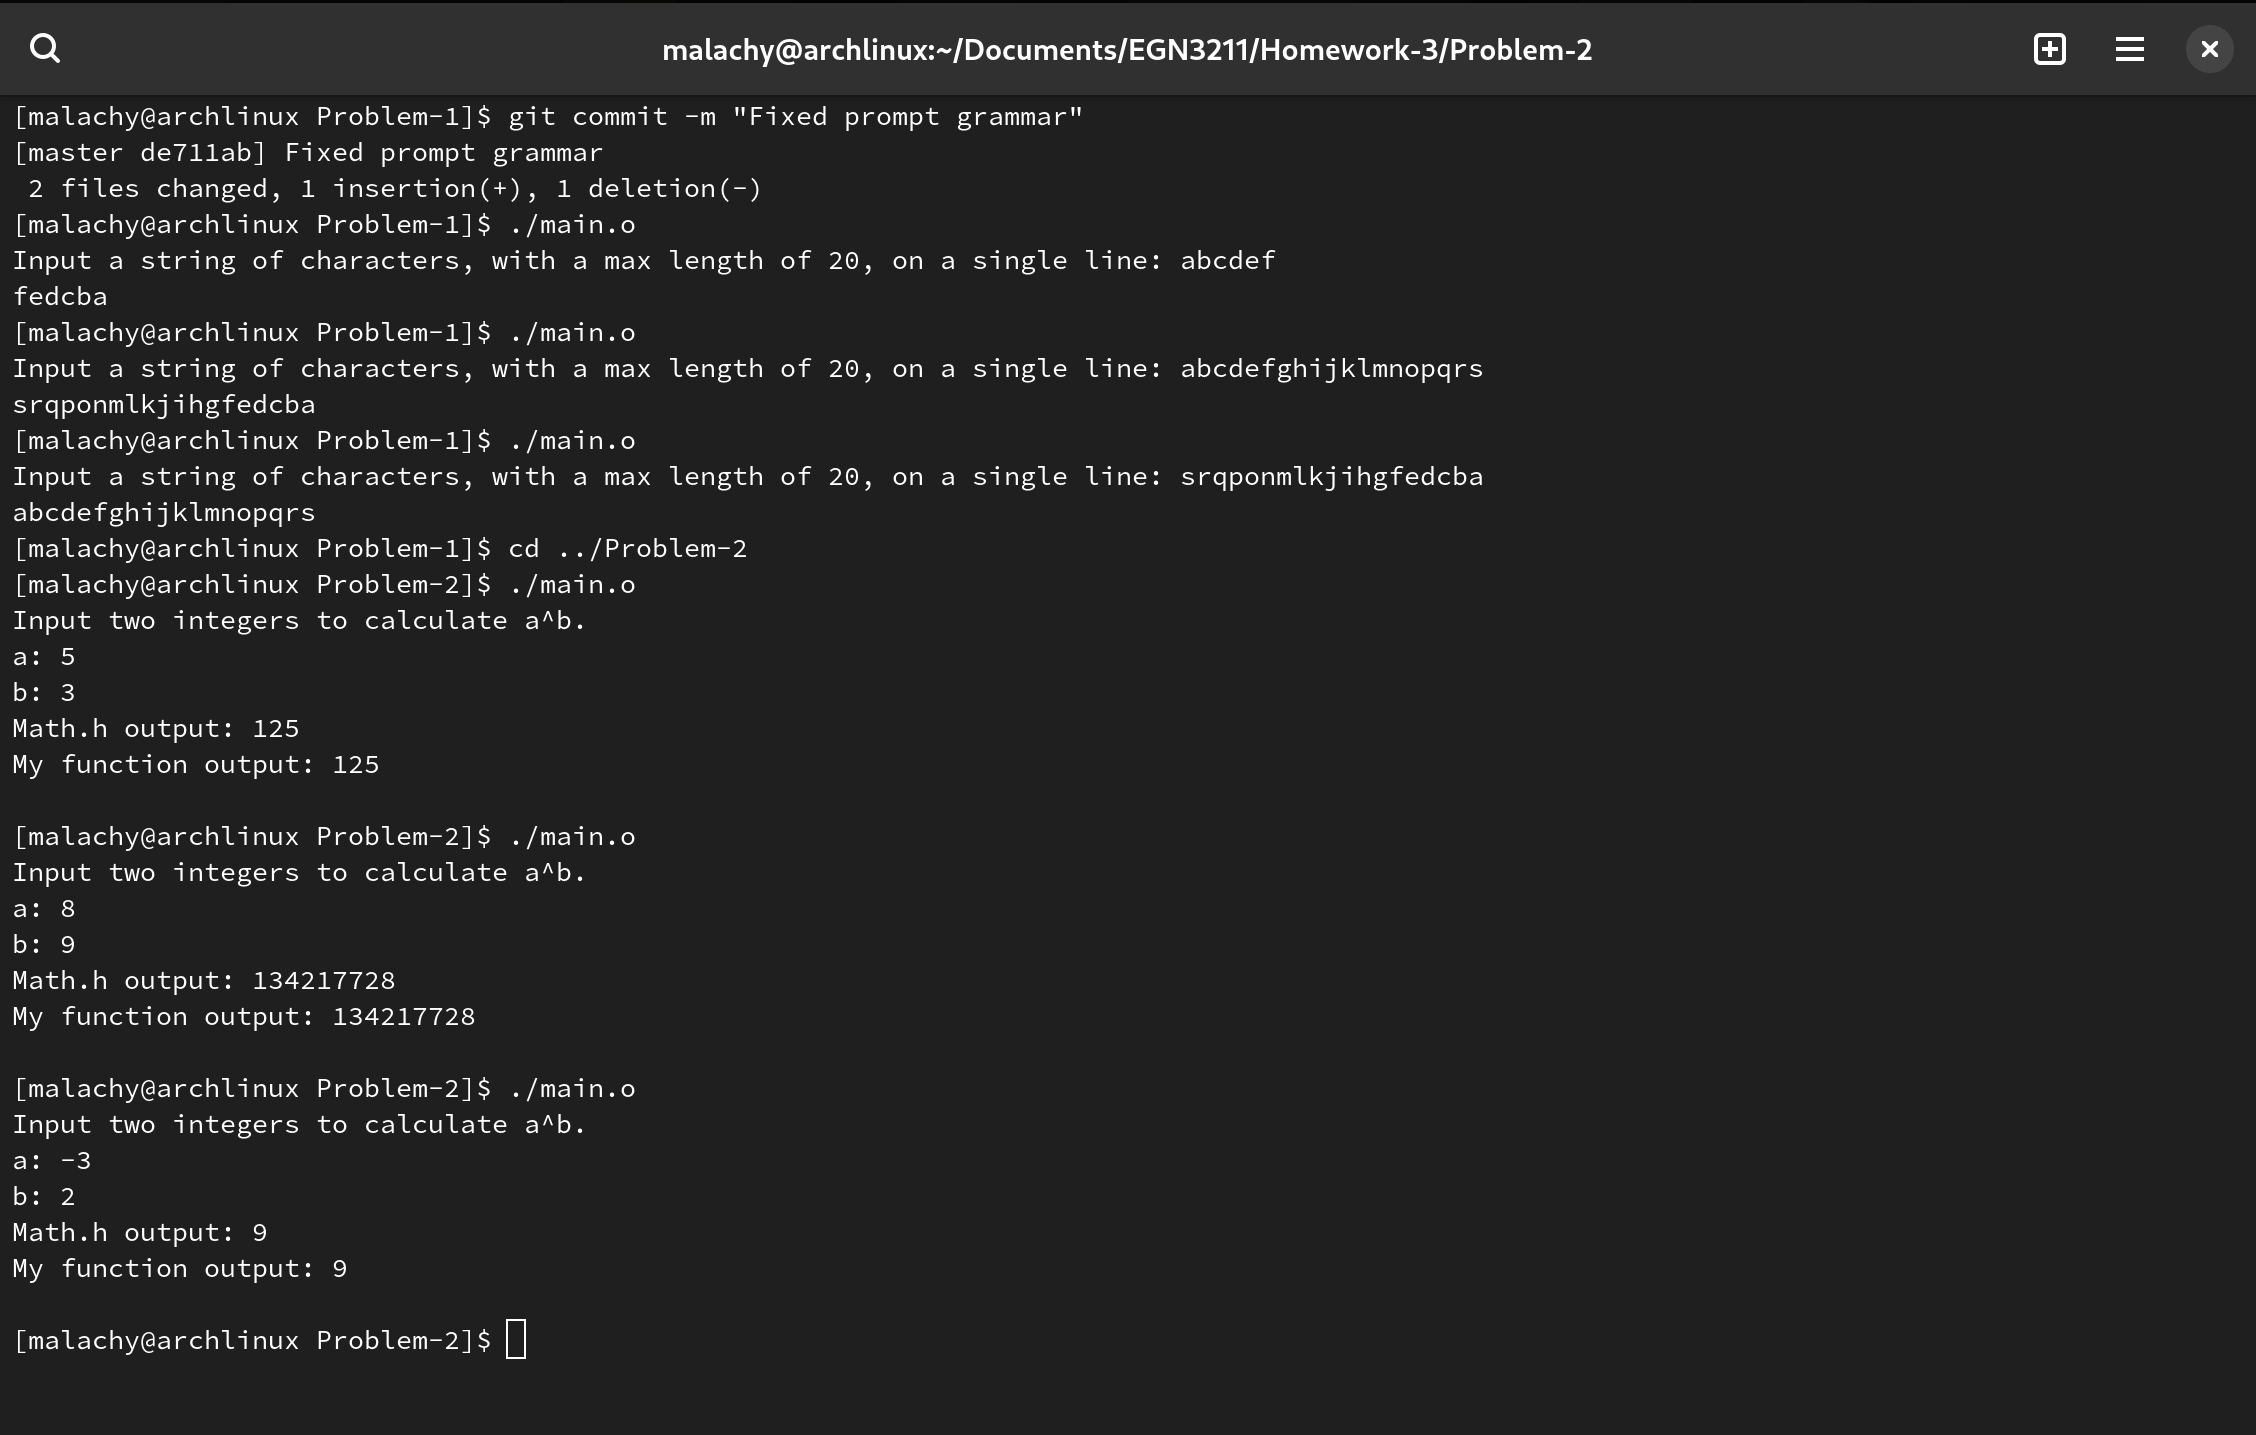 malachy@archlinux:~/Documents/EGN3211/Homework-3/Problem-2
[malachy@archlinux Problem-1]$ git commit -m "Fixed prompt grammar"
[master de711ab] Fixed prompt grammar
 2 files changed, 1 insertion(+), 1 deletion(-)
[malachy@archlinux Problem-1]$ ./main.o
Input a string of characters, with a max length of 20, on a single line: abcdef
fedcba
[malachy@archlinux Problem-1]$ ./main.o
Input a string of characters, with a max length of 20, on a single line: abcdefghijklmnopqrs
srqponmlkjihgfedcba
[malachy@archlinux Problem-1]$ ./main.o
Input a string of characters, with a max length of 20, on a single line: srqponmlkjihgfedcba
abcdefghijklmnopqrs
[malachy@archlinux Problem-1]$ cd ../Problem-2
[malachy@archlinux Problem-2]$ ./main.o
Input two integers to calculate a^b.
a: 5
b: 3
Math.h output: 125
My function output: 125

[malachy@archlinux Problem-2]$ ./main.o
Input two integers to calculate a^b.
a: 8
b: 9
Math.h output: 134217728
My function output: 134217728

[malachy@archlinux Problem-2]$ ./main.o
Input two integers to calculate a^b.
a: -3
b: 2
Math.h output: 9
My function output: 9

[malachy@archlinux Problem-2]$